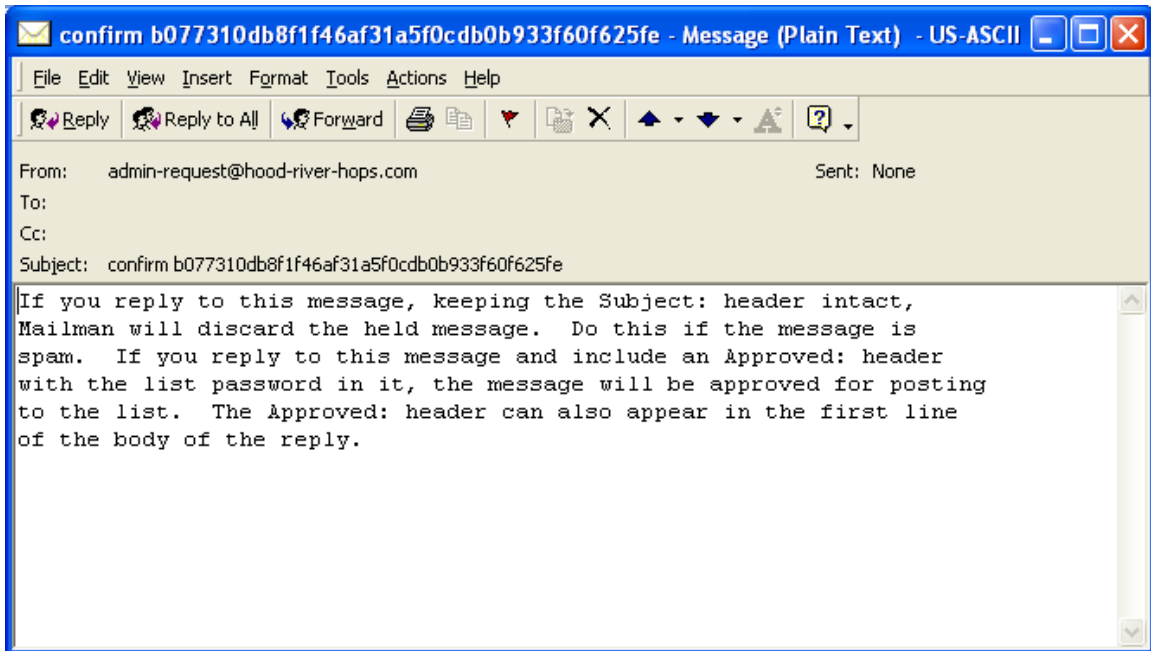 confirm b077310db8f1f46af31a5f0cdb0b933f60f625fe - Message (Plain Text) - US-ASCII
File Edit View Insert Format Tools Actions Help
Reply Reply to All Forward
From: admin-request@hood-river-hops.com Sent: None
To:
Cc:
Subject: confirm b077310db8f1f46af31a5f0cdb0b933f60f625fe
If you reply to this message, keeping the Subject: header intact,
Mailman will discard the held message.  Do this if the message is
spam.  If you reply to this message and include an Approved: header
with the list password in it, the message will be approved for posting
to the list.  The Approved: header can also appear in the first line
of the body of the reply.